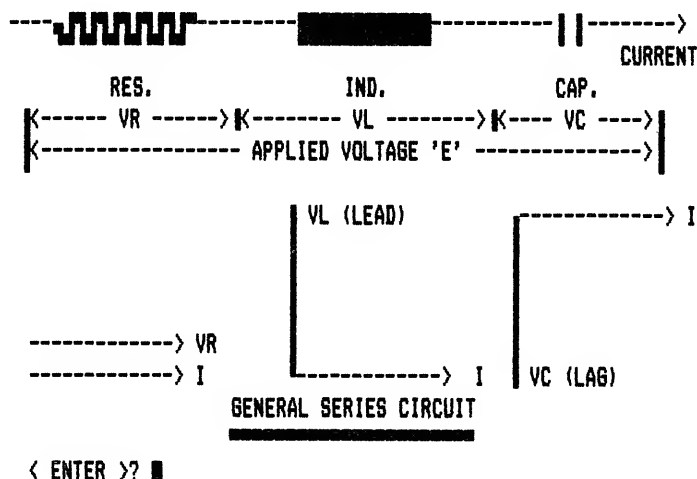 CURRENT
RES. IND. CAP.
|<------ VR ------>|<------- VL ------->|<------ VC ---->|
|<---------------- APPLIED VOLTAGE 'E' ---------------->|
VL (LEAD) --------------> I
---------------> VR
---------------> I ---------------> I VC (LAG)
GENERAL SERIES CIRCUIT
< ENTER >?